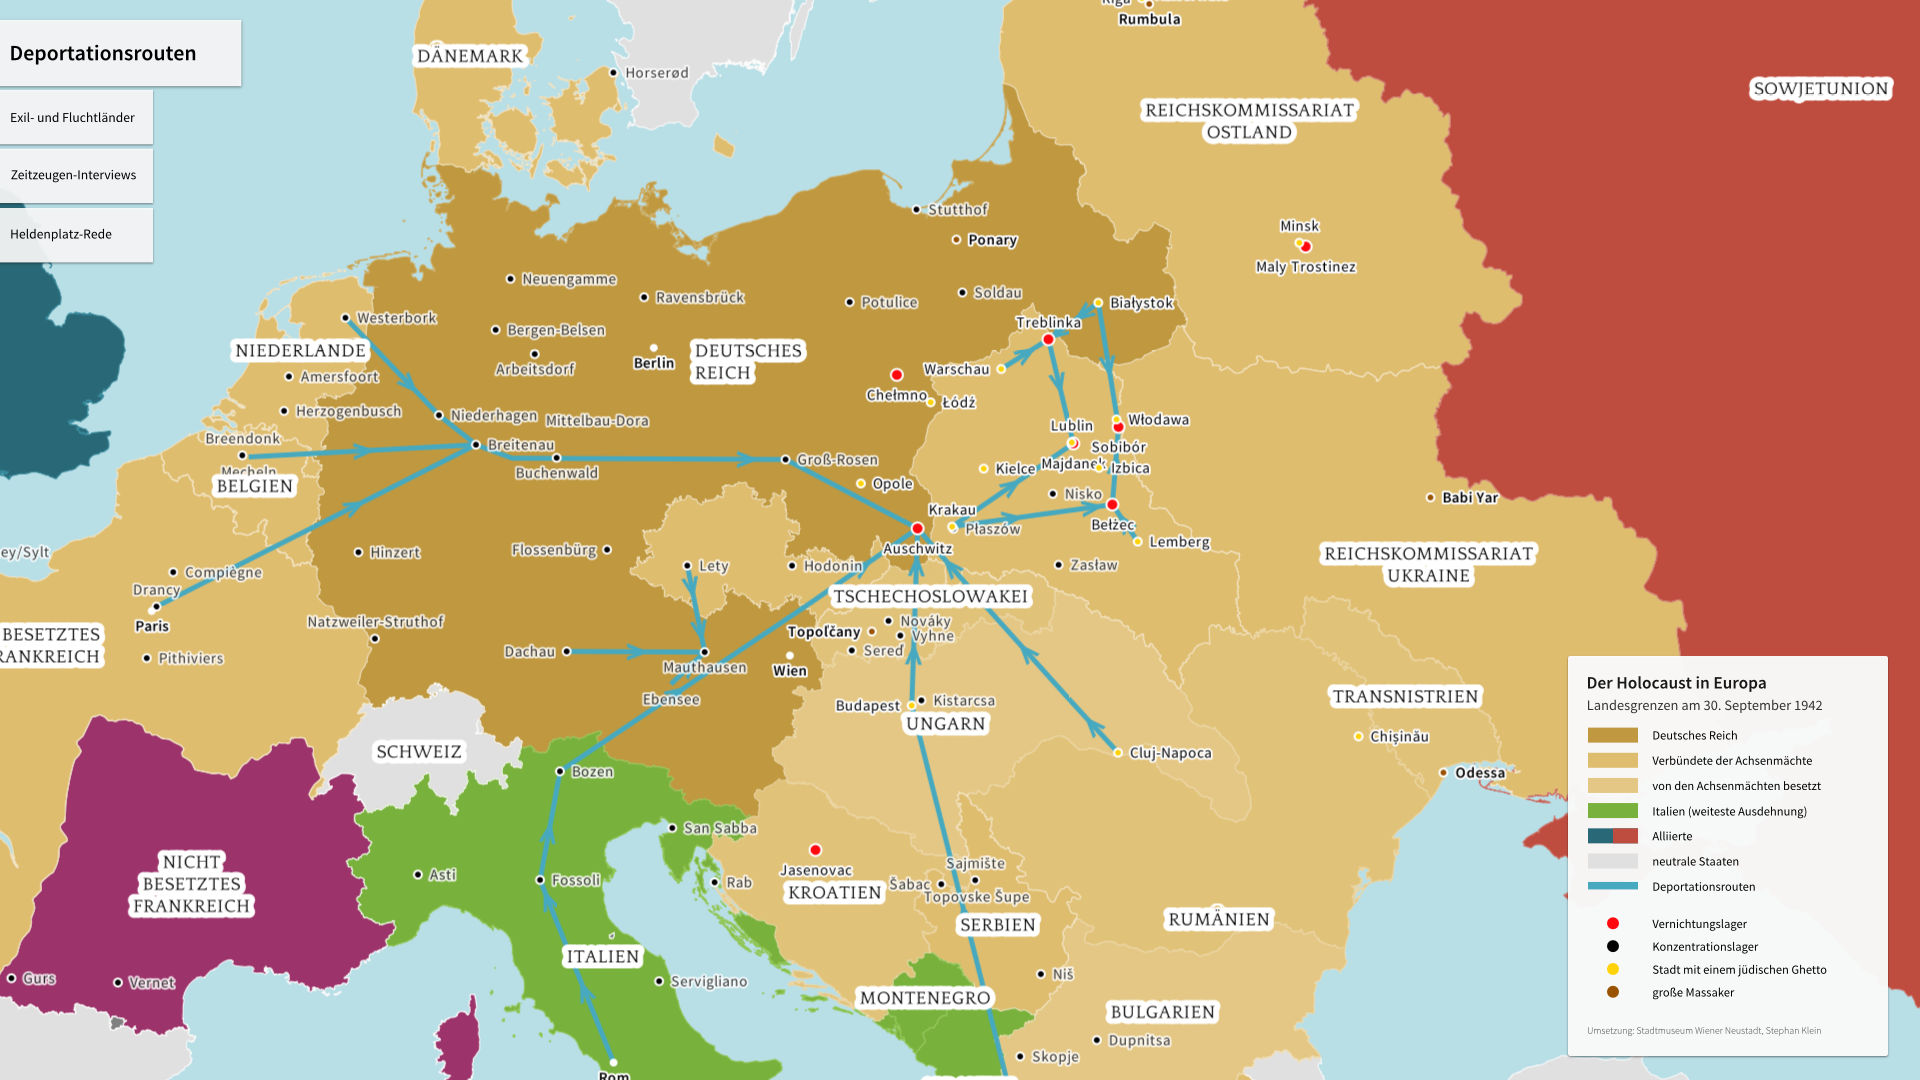 Deportationsrouten
Exil- und Fluchtländer
Zeitzeugen-Interviews
Heldenplatz-Rede
Rumbula
DÄNEMARK
Horserød
SOWJETUNION
REICHSKOMMISSARIAT
OSTLAND
Stutthof
Ponary
Minsk
Maly Trostinez
Neuengamme
Ravensbrück
Potulice
Soldau
Białystok
Westerbork
Treblinka
Bergen-Belsen
NIEDERLANDE
DEUTSCHES
REICH
Berlin
Arbeitsdorf
Warschau
Amersfoort
Chełmno
Łódź
Herzogenbusch
Niederhagen
Mittelbau-Dora
Włodawa
Lublin
Breendonk
Breitenau
Sobibór
Mecheln
Buchenwald
Groß-Rosen
Kielce
Majdanek
Izbica
BELGIEN
Opole
Nisko
Babi Yar
Krakau
Płaszów
Bełżec
Lemberg
ey/Sylt
Hinzert
Flossenbürg
Auschwitz
REICHSKOMMISSARIAT
UKRAINE
Compiègne
Lety
Hodonin
Zasław
Drancy
TSCHECHOSLOWAKEI
Paris
Natzweiler-Struthof
Nováky
Topoľčany
Vyhne
BESETZTES
RANKREICH
Pithiviers
Dachau
Sered
Mauthausen
Wien
Ebensee
Budapest
Kistarcsa
TRANSNISTRIEN
UNGARN
Chișinău
SCHWEIZ
Cluj-Napoca
Bozen
Odessa
San Sabba
NICHT
BESETZTES
FRANKREICH
Asti
Fossoli
Rab
Jasenovac
KROATIEN
Sajmište
Šabac
Topovske Šupe
SERBIEN
RUMÄNIEN
ITALIEN
Gurs
Vernet
Servigliano
Niš
MONTENEGRO
BULGARIEN
Dupnitsa
Skopje
Rom
Der Holocaust in Europa
Landesgrenzen am 30. September 1942
Deutsches Reich
Verbündete der Achsenmächte
von den Achsenmächten besetzt
Italien (weiteste Ausdehnung)
Alliierte
neutrale Staaten
Deportationsrouten
Vernichtungslager
Konzentrationslager
Stadt mit einem jüdischen Ghetto
große Massaker
Umsetzung: Stadtmuseum Wiener Neustadt, Stephan Klein